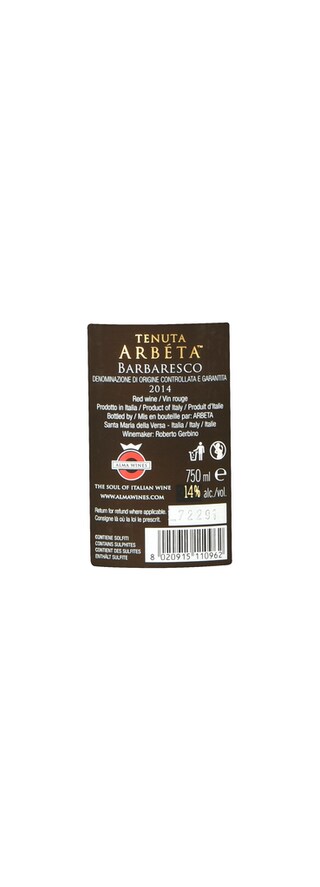 TENUTA
ARBÉTA™
BARBARESCO
DENOMINAZIONE DI ORIGINE CONTROLLATA E GARANTITA
2014
Red wine / Vin rouge
Prodotto in Italia / Product of Italy / Produit d'Italie
Bottled by / Mis en bouteille par: ARBETA
Santa Maria della Versa - Italia / Italy / Italie
Winemaker: Roberto Gerbino
ALMA WINES
750 ml e
THE SOUL OF ITALIAN WINE
14% alc./vol.
WWW.ALMAWINES.COM
Return for refund where applicable.
Consigne là où la loi le prescrit.
CONTIENE SOLFITI
CONTAINS SULPHITES
CONTIENT DES SULFITES
ENTHÄLT SULFITE
8 020915 110962